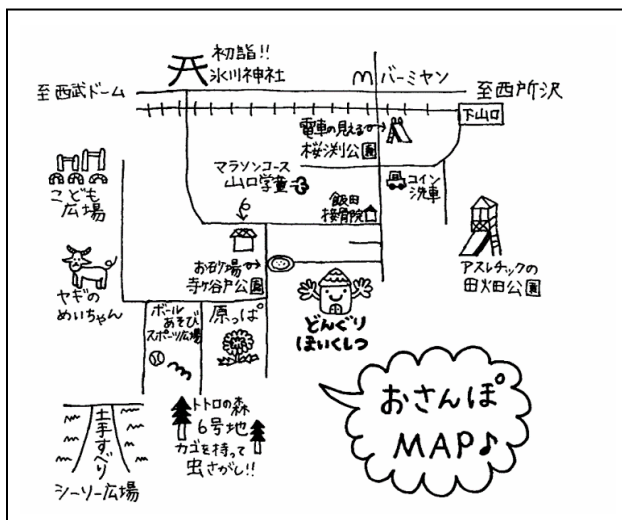 初詣!!
氷川神社
バーミヤン
至西武ドーム
至西所沢
下山口
電車の見える
桜渕公園
マラソンコース
山口学童
コイン
洗車
こども
広場
飯田
接骨院
アスレチックの
田畑公園
お砂場
寺ケ谷戸公園
ヤギの
めいちゃん
ボール
あそび
スポーツ広場
原っぱ
どんぐり
ほいくしつ
おさんぽ
MAP♪
土手すべり
シーソー広場
トトロの森
6号地
カゴを持って
虫さがし!!